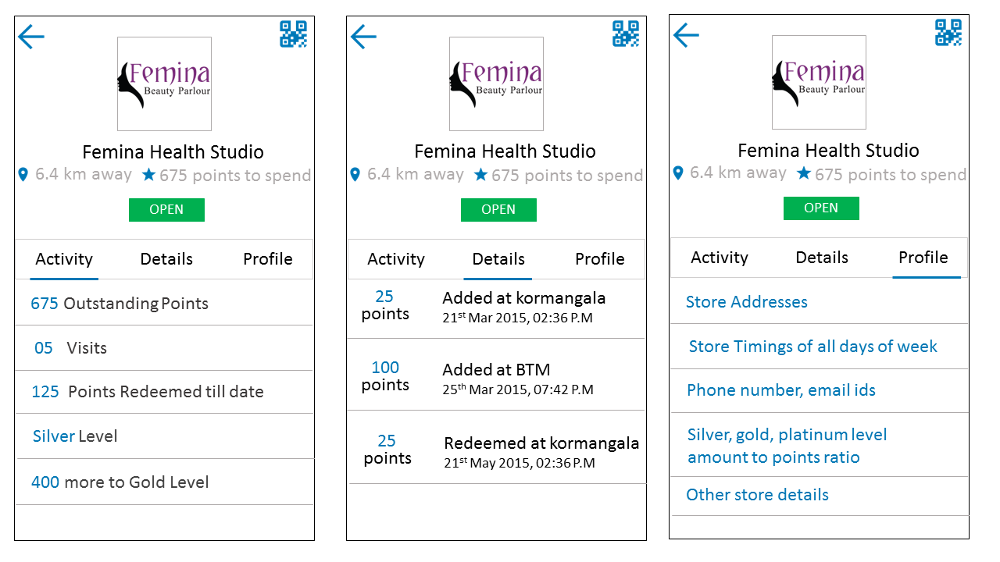 Femina
Beauty Parlour
Femina Health Studio
6.4 km away 675 points to spend
OPEN
Activity Details Profile
675 Outstanding Points
05 Visits
125 Points Redeemed till date
Silver Level
400 more to Gold Level
Femina
Beauty Parlour
Femina Health Studio
6.4 km away 675 points to spend
OPEN
Activity Details Profile
25 points
Added at kormangala
21st Mar 2015, 02:36 P.M
100 points
Added at BTM
25th Mar 2015, 07:42 P.M
25 points
Redeemed at kormangala
21st May 2015, 02:36 P.M
Femina
Beauty Parlour
Femina Health Studio
6.4 km away 675 points to spend
OPEN
Activity Details Profile
Store Addresses
Store Timings of all days of week
Phone number, email ids
Silver, gold, platinum level
amount to points ratio
Other store details